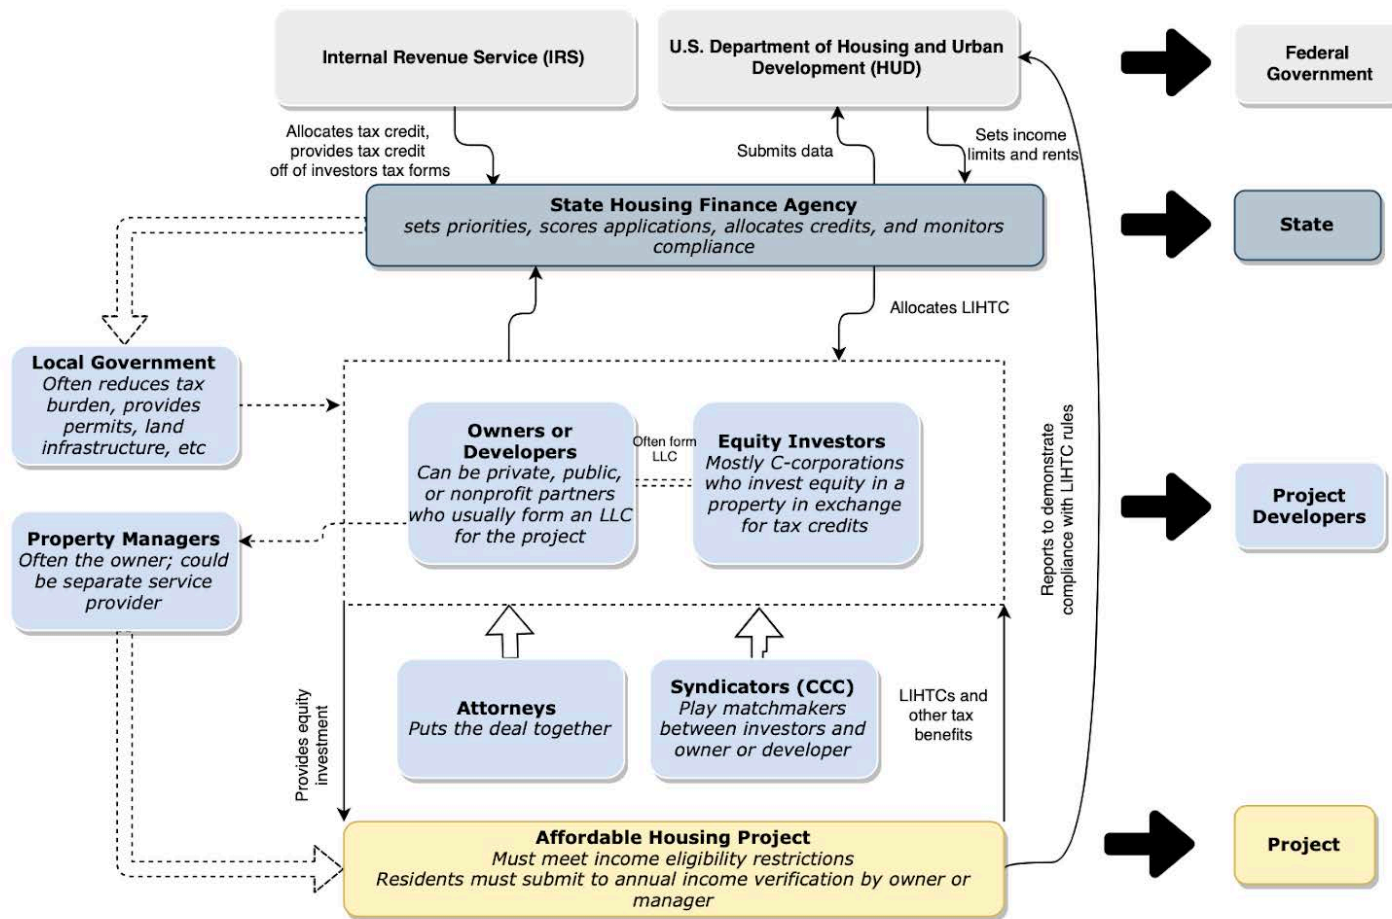 Internal Revenue Service (IRS)
U.S. Department of Housing and Urban
Development (HUD)
Federal
Government
Allocates tax credit,
provides tax credit
off of investors tax forms
Submits data
Sets income
limits and rents
State Housing Finance Agency
sets priorities, scores applications, allocates credits, and monitors
compliance
State
Allocates LIHTC
Local Government
Often reduces tax
burden, provides
permits, land
infrastructure, etc
Owners or
Developers
Can be private, public,
or nonprofit partners
who usually form an LLC
for the project
Often form
LLC
Equity Investors
Mostly C-corporations
who invest equity in a
property in exchange
for tax credits
Reports to demonstrate
compliance with LIHTC rules
Project
Developers
Property Managers
Often the owner; could
be separate service
provider
Provides equity
investment
Attorneys
Puts the deal together
Syndicators (CCC)
Play matchmakers
between investors and
owner or developer
LIHTCs and
other tax
benefits
Affordable Housing Project
Must meet income eligibility restrictions
Residents must submit to annual income verification by owner or
manager
Project